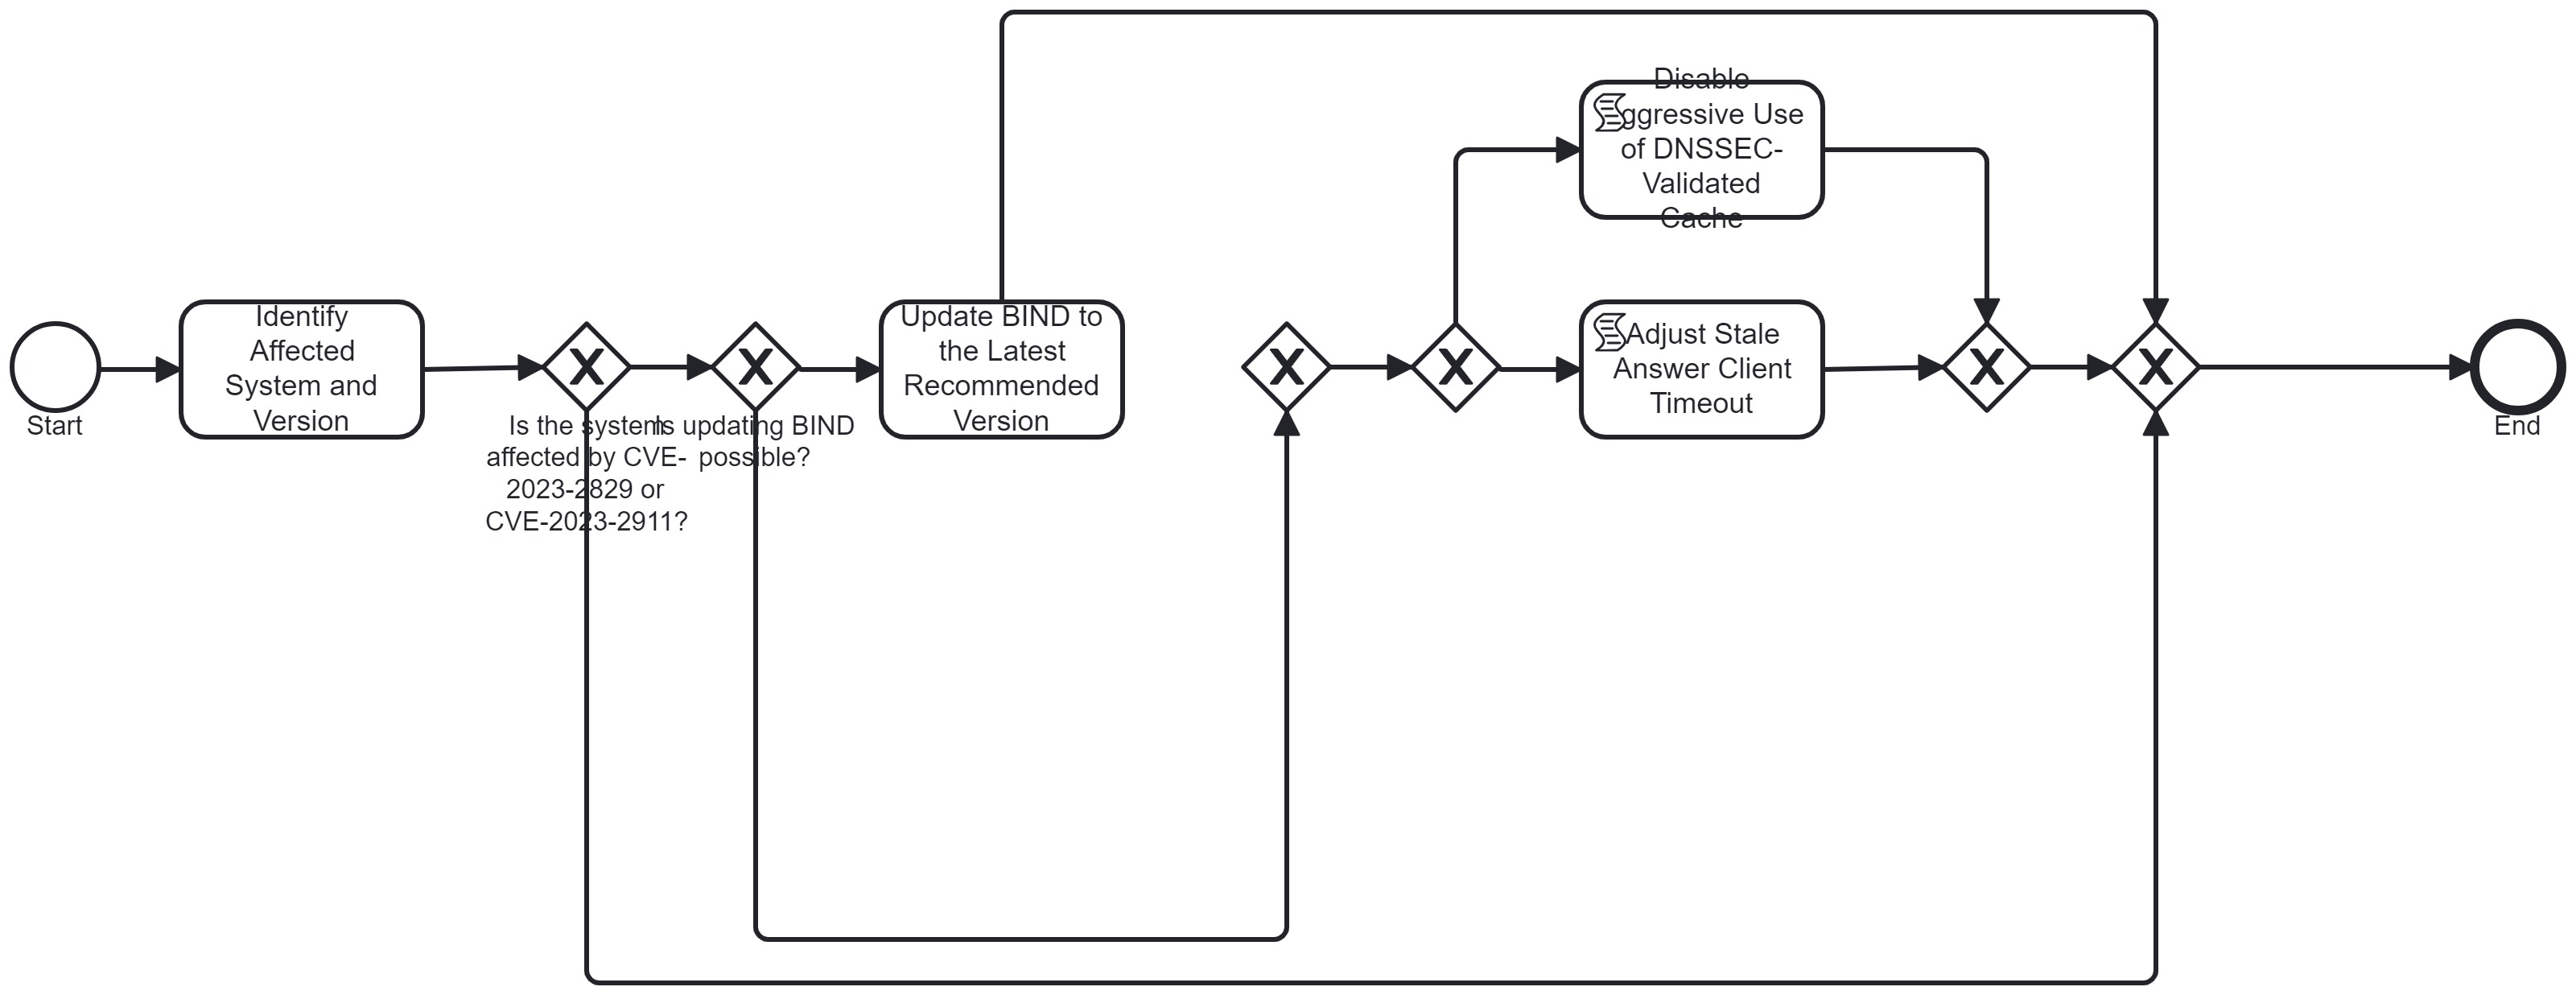 Start
Identify
Affected
System and
Version
Is the system
affected by CVE-
2023-2829 or
CVE-2023-2911?
Is updating BIND
possible?
Update BIND to
the Latest
Recommended
Version
Disable
Aggressive Use
of DNSSEC-
Validated
Cache
Adjust Stale
Answer Client
Timeout
End